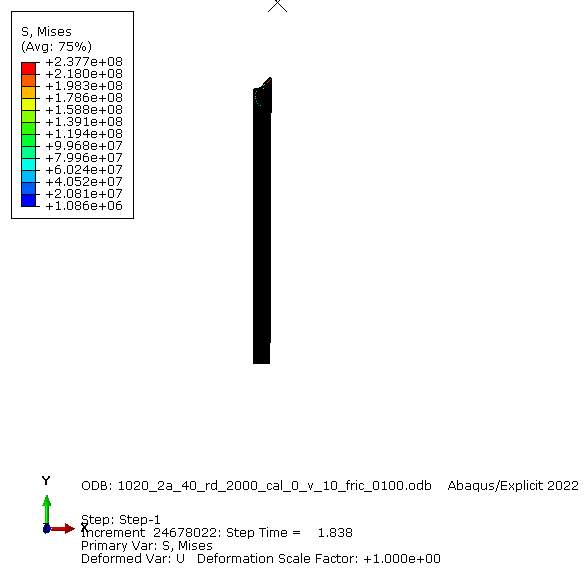 S, Mises
(Avg: 75%)
+2.377e+08
+2.180e+08
+1.983e+08
+1.786e+08
+1.588e+08
+1.391e+08
+1.194e+08
+9.968e+07
+7.996e+07
+6.024e+07
+4.052e+07
+2.081e+07
+1.086e+06
Y
X
Z
ODB: 1020_2a_40_rd_2000_cal_0_v_10_fric_0100.odb Abaqus/Explicit 2022
Step: Step-1
Increment 24678022: Step Time = 1.838
Primary Var: S, Mises
Deformed Var: U Deformation Scale Factor: +1.000e+00